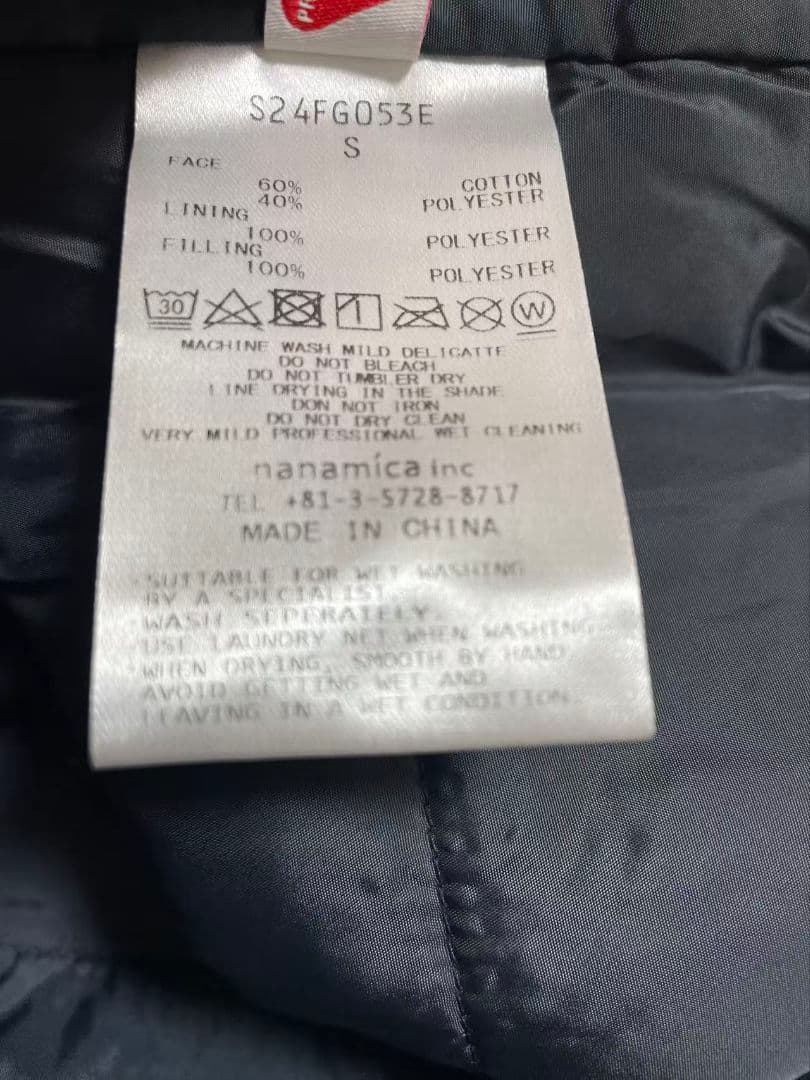 PR
S24FG053E
S
FACE
60% COTTON
40% POLYESTER
LINING
100% POLYESTER
FILLING
100% POLYESTER
30
W
MACHINE WASH MILD DELICATTE
DO NOT BLEACH
DO NOT TUMBLER DRY
LINE DRYING IN THE SHADE
DON NOT IRON
DO NOT DRY CLEAN
VERY MILD PROFESSIONAL WET CLEANING
nanamica inc
TEL +81-3-5728-8717
MADE IN CHINA
·SUITABLE FOR WET WASHING
BY A SPECIALIST
·WASH SEPERATELY
·USE LAUNDRY NET WHEN WASHING
·WHEN DRYING, SMOOTH BY HAND
AVOID GETTING WET AND
LEAVING IN A WET CONDITION.